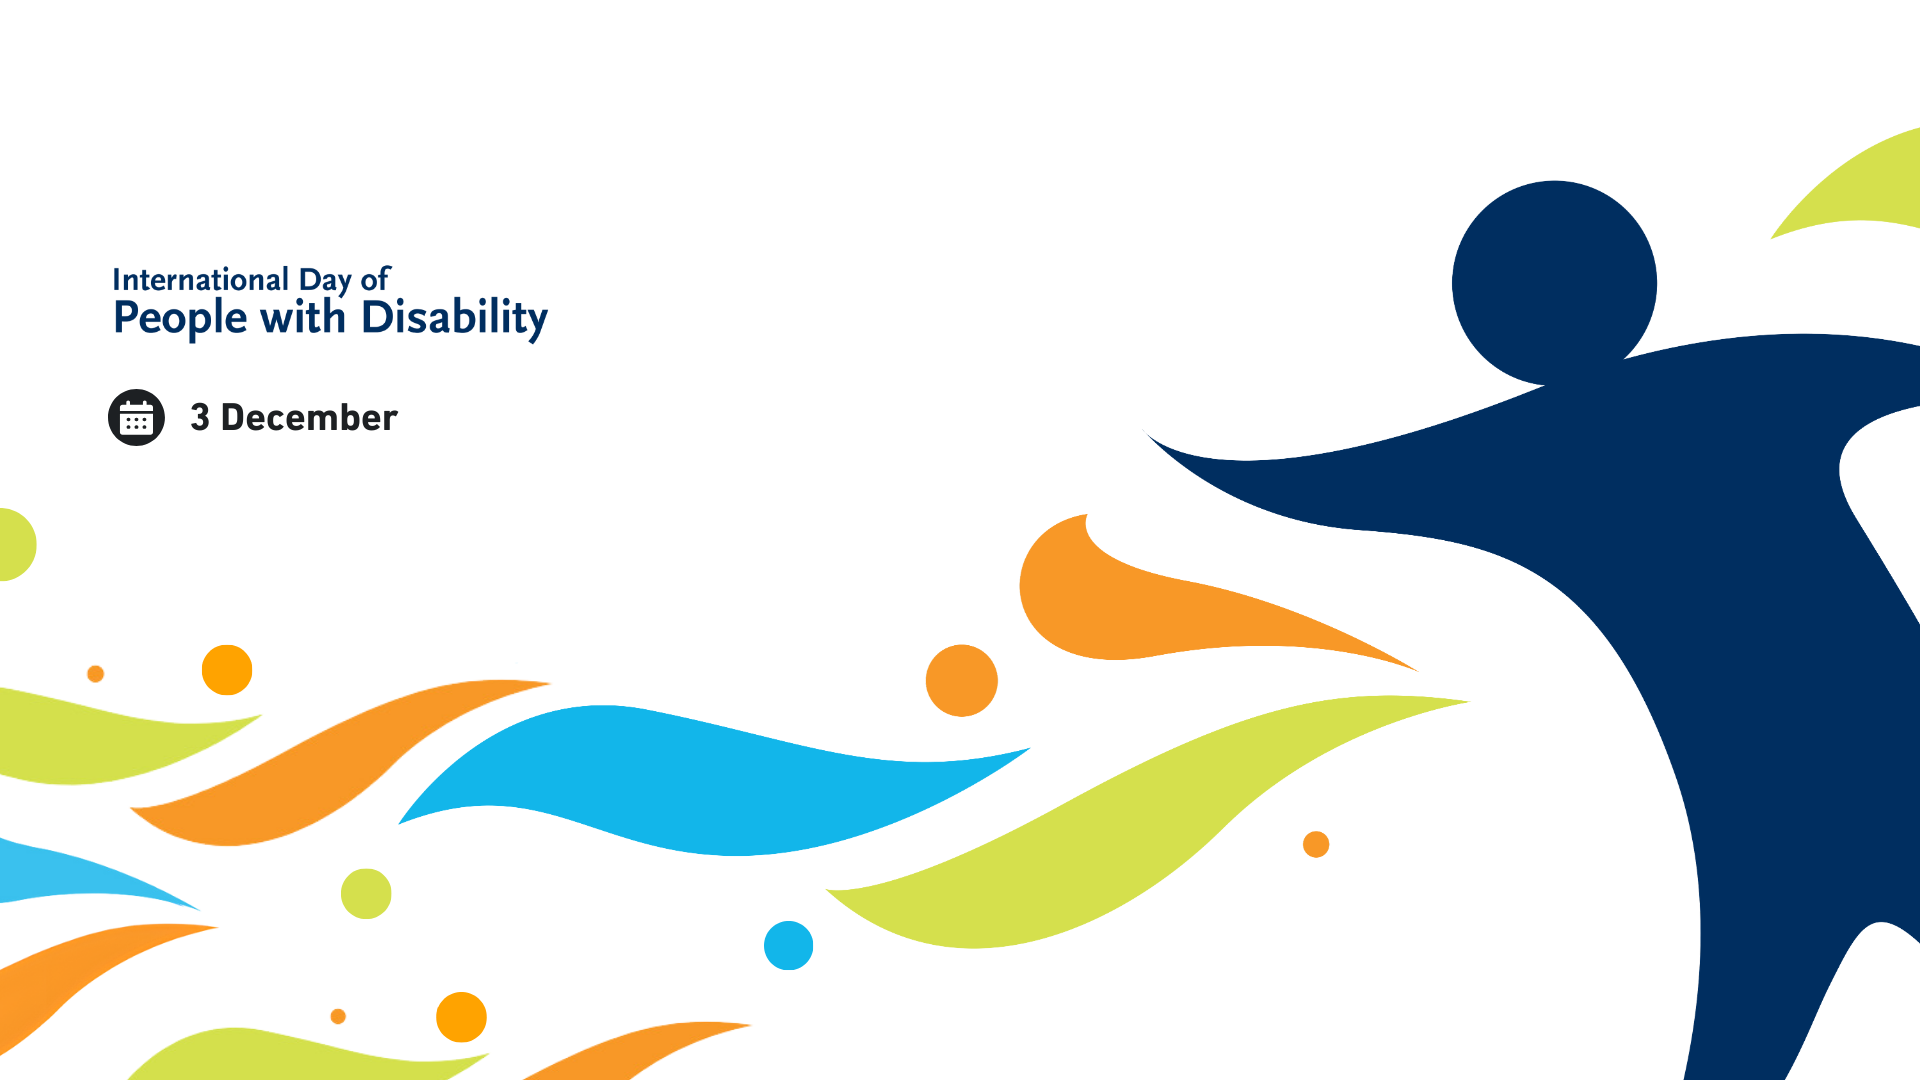 International Day of
People with Disability
3 December